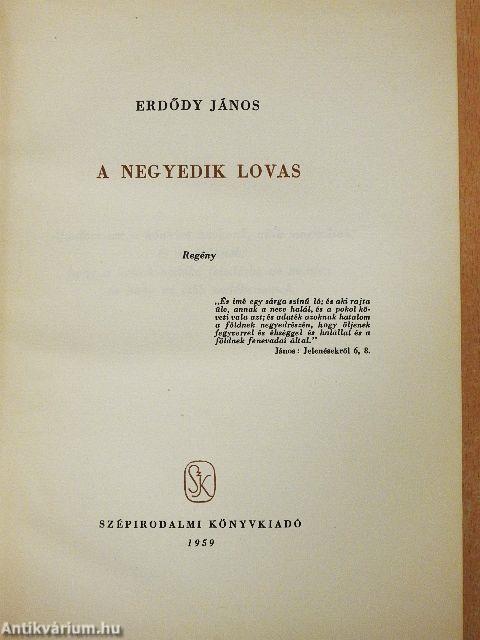 ERDŐDY JÁNOS
A NEGYEDIK LOVAS
Regény
„És ímé egy sárga színű ló; és aki rajta
üle, annak a neve halál, és a pokol kö-
veti vala azt; és adaték azoknak hatalom
a földnek negyedrészén, hogy öljenek
fegyverrel és éhséggel és halállal és a
földnek fenevadai által."
János: Jelenésekről 6, 8.
SzK
SZÉPIRODALMI KÖNYVKIADÓ
1959
Antikvárium.hu